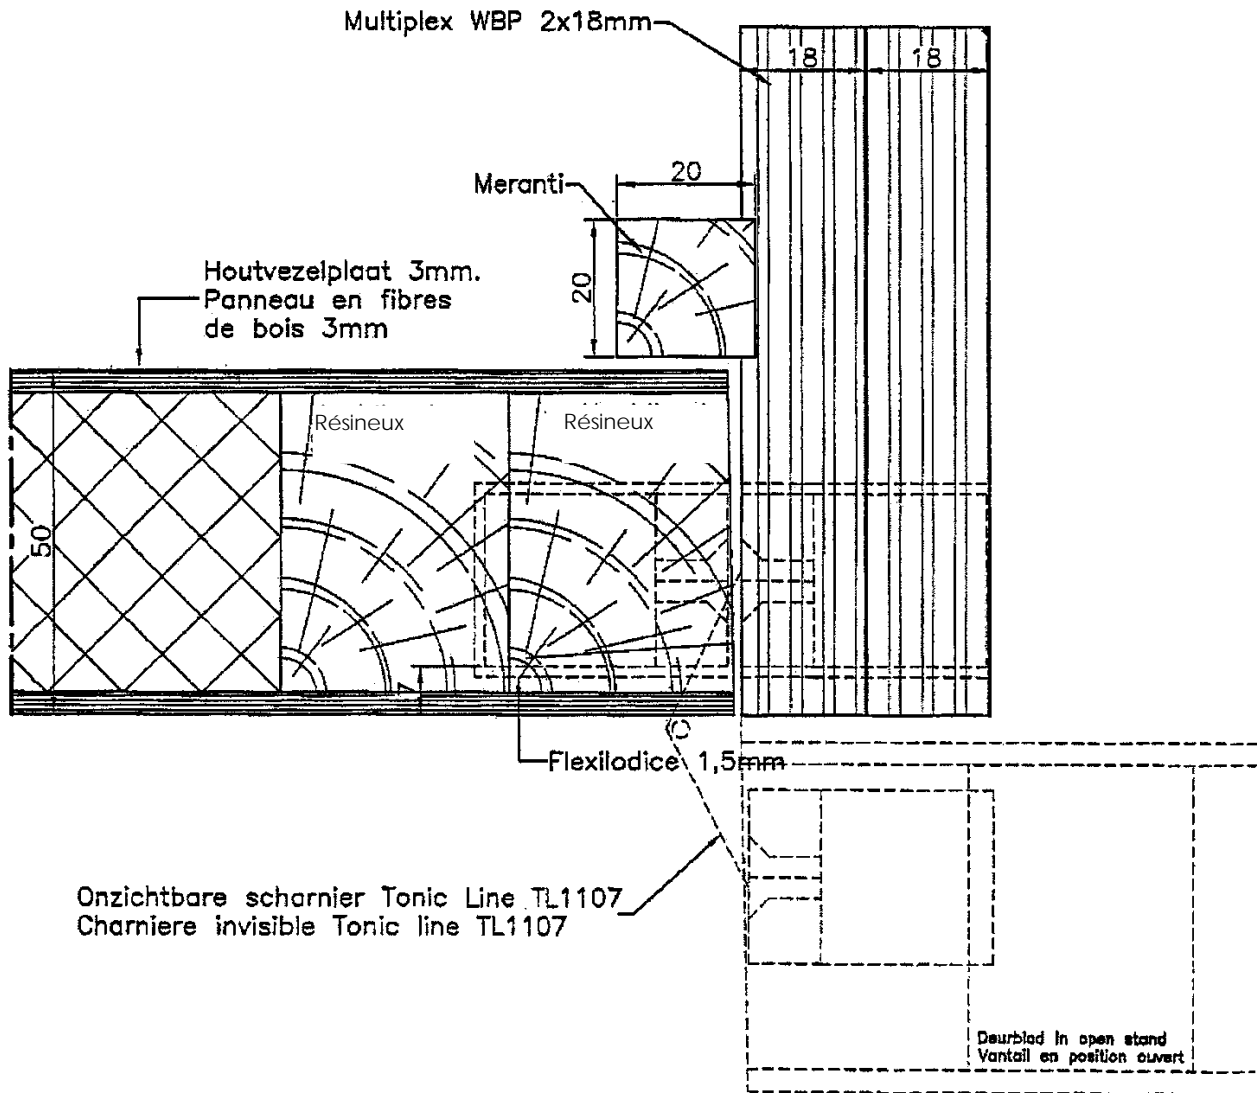 Multiplex WBP 2x18mm
18
18
20
Meranti
20
Houtvezelplaat 3mm.
Panneau en fibres
de bois 3mm
Résineux
Résineux
50
7
Flexilodice 1,5mm
Onzichtbare scharnier Tonic Line TL1107
Charniere invisible Tonic line TL1107
Deurblad in open stand
Vantail en position ouvert